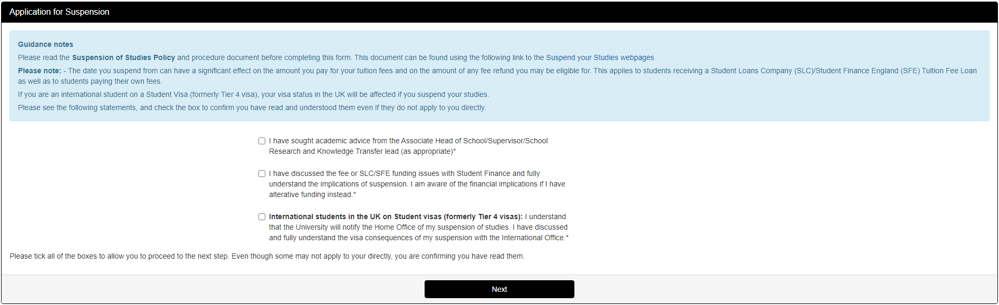 Application for Suspension
Guidance notes
Please read the Suspension of Studies Policy and procedure document before completing this form. This document can be found using the following link to the Suspend your Studies webpages
Please note: - The date you suspend from can have a significant effect on the amount you pay for your tuition fees and on the amount of any fee refund you may be eligible for. This applies to students receiving a Student Loans Company (SLC)/Student Finance England (SFE) Tuition Fee Loan
as well as to students paying their own fees.
If you are an international student on a Student Visa (formerly Tier 4 visa), your visa status in the UK will be affected if you suspend your studies.
Please see the following statements, and check the box to confirm you have read and understood them even if they do not apply to you directly.
I have sought academic advice from the Associate Head of School/Supervisor/School
Research and Knowledge Transfer lead (as appropriate)*
I have discussed the fee or SLC/SFE funding issues with Student Finance and fully
understand the implications of suspension. I am aware of the financial implications if I have
alterative funding instead.*
International students in the UK on Student visas (formerly Tier 4 visas): I understand
that the University will notify the Home Office of my suspension of studies. I have discussed
and fully understand the visa consequences of my suspension with the International Office.*
Please tick all of the boxes to allow you to proceed to the next step. Even though some may not apply to your directly, you are confirming you have read them.
Next